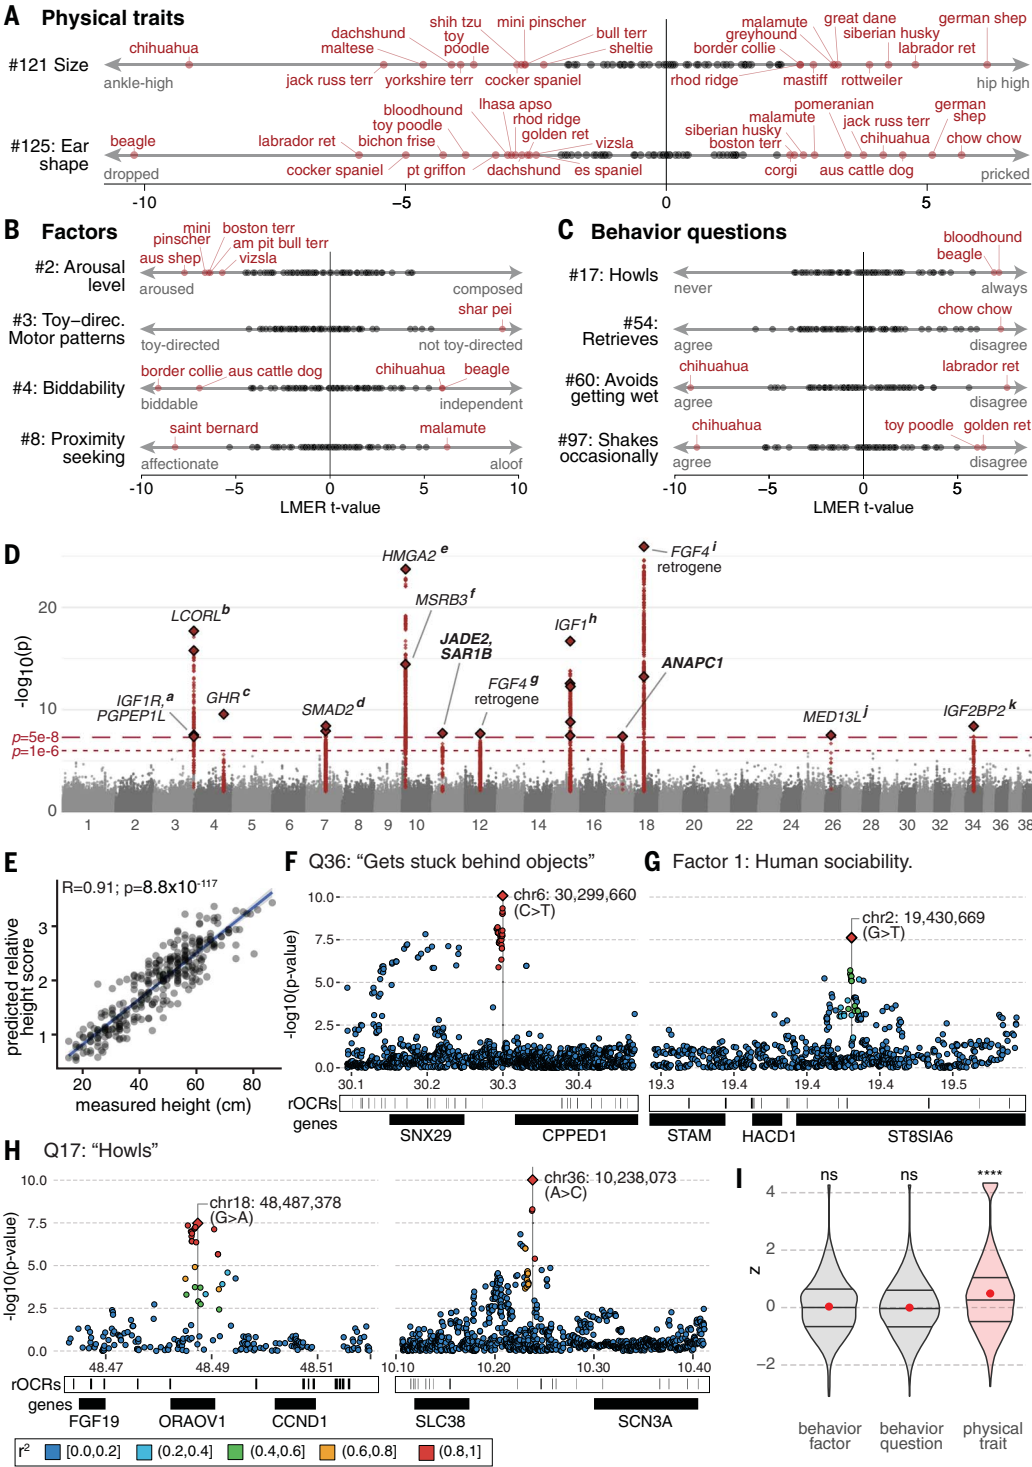 A Physical traits
shih tzu mini pinscher malamute great dane german shep
dachshund toy bull terr greyhound siberian husky
chihuahua maltese poodle sheltie border collie labrador ret
#121 Size
ankle-high jack russ terr yorkshire terr cocker spaniel rhod ridge mastiff rottweiler hip high
lhasa apso pomeranian german
bloodhound rhod ridge malamute jack russ terr shep
toy poodle golden ret siberian husky
beagle labrador ret bichon frise vizsla boston terr chihuahua chow chow
#125: Ear
shape
dropped cocker spaniel pt griffon dachshund es spaniel corgi aus cattle dog pricked
-10 −5 0 5
B Factors
mini boston terr
pinscher am pit bull terr
aus shep vizsla
#2: Arousal
level
aroused composed
shar pei
#3: Toy−direc.
Motor patterns
toy-directed not toy-directed
border collie aus cattle dog chihuahua beagle
#4: Biddability
biddable independent
saint bernard malamute
#8: Proximity
seeking
affectionate aloof
-10 −5 0 5 10
LMER t-value
C Behavior questions
bloodhound
beagle
#17: Howls
never always
chow chow
#54:
Retrieves
agree disagree
chihuahua labrador ret
#60: Avoids
getting wet
agree disagree
chihuahua toy poodle golden ret
#97: Shakes
occasionally
agree disagree
-10 −5 0 5
LMER t-value
D
-log10(p)
20
10
0
p=5e-8
p=1e-6
IGF1R, a
PGPEP1L
LCORL b
GHR c
SMAD2 d
HMGA2 e
MSRB3 f
JADE2,
SAR1B
FGF4 g
retrogene
IGF1 h
ANAPC1
FGF4 i
retrogene
MED13L j
IGF2BP2 k
1 2 3 4 5 6 7 8 9 10 12 14 16 18 20 22 24 26 28 30 32 34 36 38
E
R=0.91; p=8.8x10-117
predicted relative
height score
3
2
1
20 40 60 80
measured height (cm)
F Q36: “Gets stuck behind objects”
chr6: 30,299,660
(C>T)
-log10(p-value)
10.0
7.5
5.0
2.5
0.0
30.1 30.2 30.3 30.4
rOCRs
genes
SNX29 CPPED1
G Factor 1: Human sociability.
chr2: 19,430,669
(G>T)
19.3 19.4 19.4 19.4 19.5
STAM HACD1 ST8SIA6
H Q17: “Howls”
chr18: 48,487,378
(G>A)
chr36: 10,238,073
(A>C)
-log10(p-value)
10.0
7.5
5.0
2.5
0.0
48.47 48.49 48.51 10.10 10.20 10.30 10.40
rOCRs
genes
FGF19 ORAOV1 CCND1 SLC38 SCN3A
r2 [0.0,0.2] (0.2,0.4] (0.4,0.6] (0.6,0.8] (0.8,1]
I
ns ns ****
z
4
2
0
−2
behavior
factor
behavior
question
physical
trait